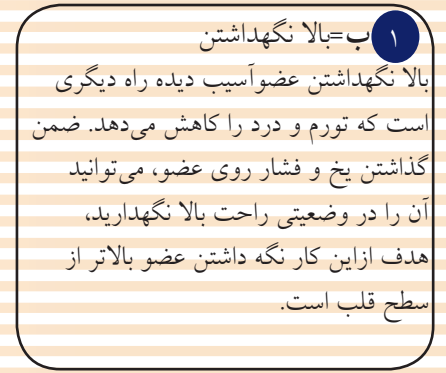 ۱ ب=بالا نگهداشتن
بالا نگهداشتن عضوآسیب دیده راه دیگری
است که تورم و درد را کاهش می‌دهد. ضمن
گذاشتن یخ و فشار روی عضو، می‌توانید
آن را در وضعیتی راحت بالا نگهدارید،
هدف ازاین کار نگه داشتن عضو بالاتر از
سطح قلب است.